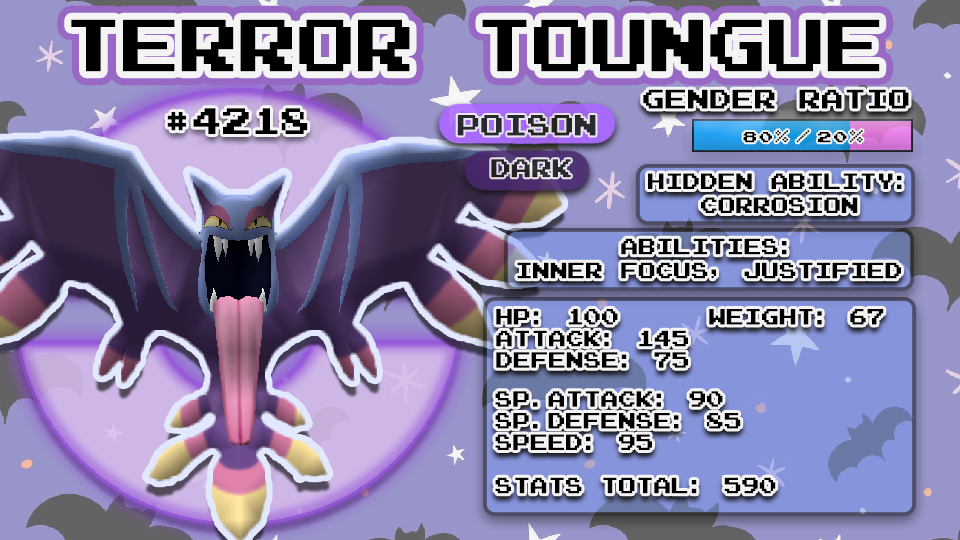 TERROR TOUNGUE
#4218
POISON
DARK
GENDER RATIO
80% / 20%
HIDDEN ABILITY:
CORROSION
ABILITIES:
INNER FOCUS, JUSTIFIED
HP: 100 WEIGHT: 67
ATTACK: 145
DEFENSE: 75
SP. ATTACK: 90
SP. DEFENSE: 85
SPEED: 95
STATS TOTAL: 590